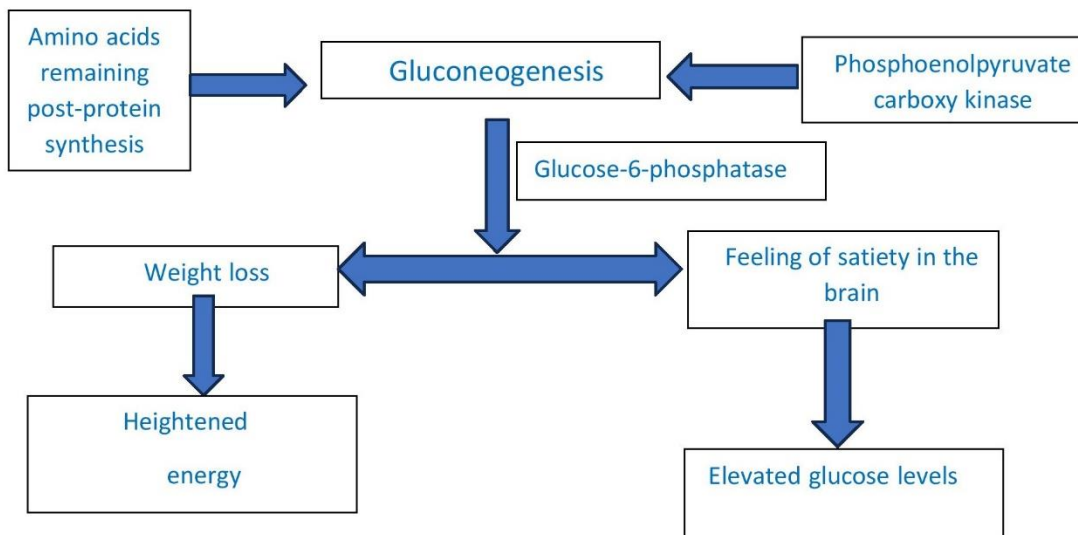 Amino acids
remaining
post-protein
synthesis
Gluconeogenesis
Phosphoenolpyruvate
carboxy kinase
Glucose-6-phosphatase
Weight loss
Feeling of satiety in the
brain
Heightened
energy
Elevated glucose levels